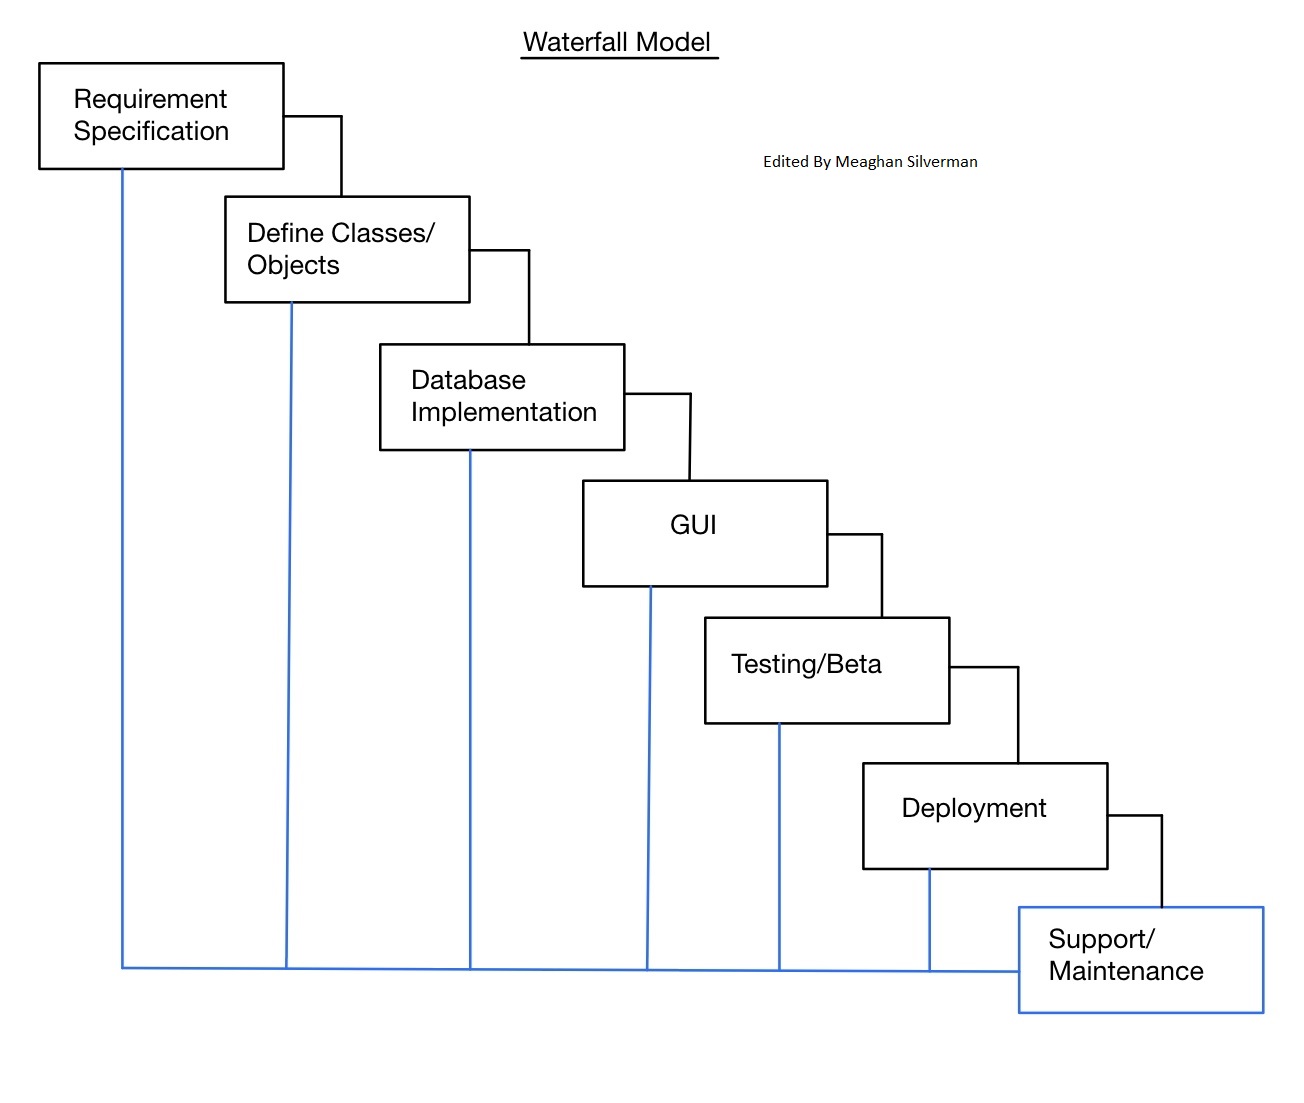 Waterfall Model
Requirement
Specification
Edited By Meaghan Silverman
Define Classes/
Objects
Database
Implementation
GUI
Testing/Beta
Deployment
Support/
Maintenance